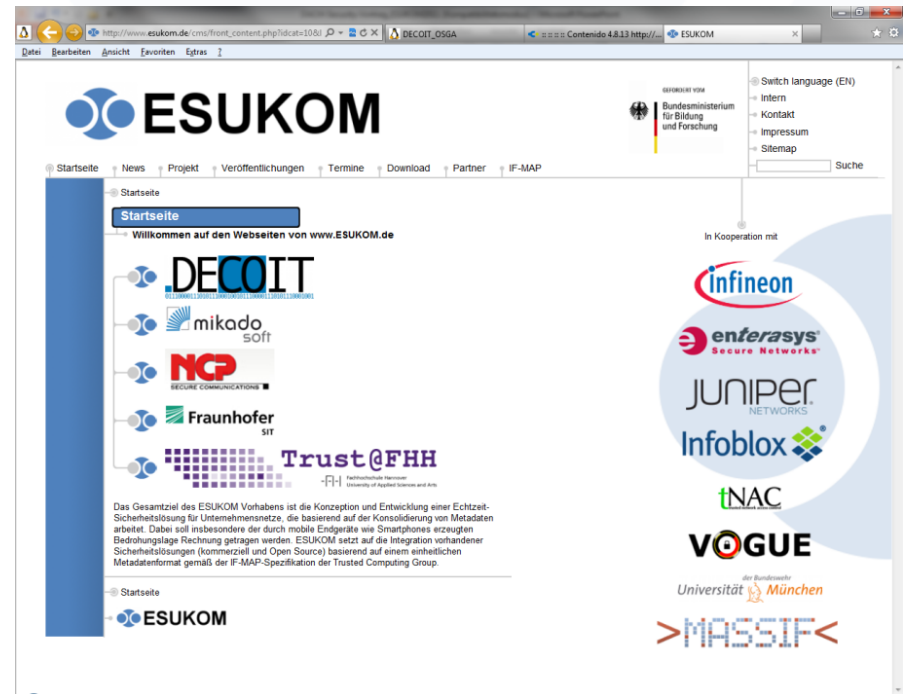 http://www.esukom.de/cms/front_content.php?idcat=10&l
DECOIT_OSGA
Contenido 4.8.13 http://...
ESUKOM
Datei Bearbeiten Ansicht Favoriten Extras ?
ESUKOM
GEFÖRDERT VOM
Bundesministerium
für Bildung
und Forschung
Switch language (EN)
Intern
Kontakt
Impressum
Sitemap
Suche
Startseite News Projekt Veröffentlichungen Termine Download Partner IF-MAP
Startseite
Startseite
Willkommen auf den Webseiten von www.ESUKOM.de
.DECOIT
mikado
soft
NCP
SECURE COMMUNICATIONS
Fraunhofer
SIT
Trust@FHH
Fachhochschule Hannover
University of Applied Sciences and Arts
Das Gesamtziel des ESUKOM Vorhabens ist die Konzeption und Entwicklung einer Echtzeit-
Sicherheitslösung für Unternehmensnetze, die basierend auf der Konsolidierung von Metadaten
arbeitet. Dabei soll insbesondere der durch mobile Endgeräte wie Smartphones erzeugten
Bedrohungslage Rechnung getragen werden. ESUKOM setzt auf die Integration vorhandener
Sicherheitslösungen (kommerziell und Open Source) basierend auf einem einheitlichen
Metadatenformat gemäß der IF-MAP-Spezifikation der Trusted Computing Group.
Startseite
ESUKOM
In Kooperation mit
infineon
enterasys
Secure Networks
JUNIPER
NETWORKS
Infoblox
tNAC
VOGUE
der Bundeswehr
Universität München
>MASSIF<